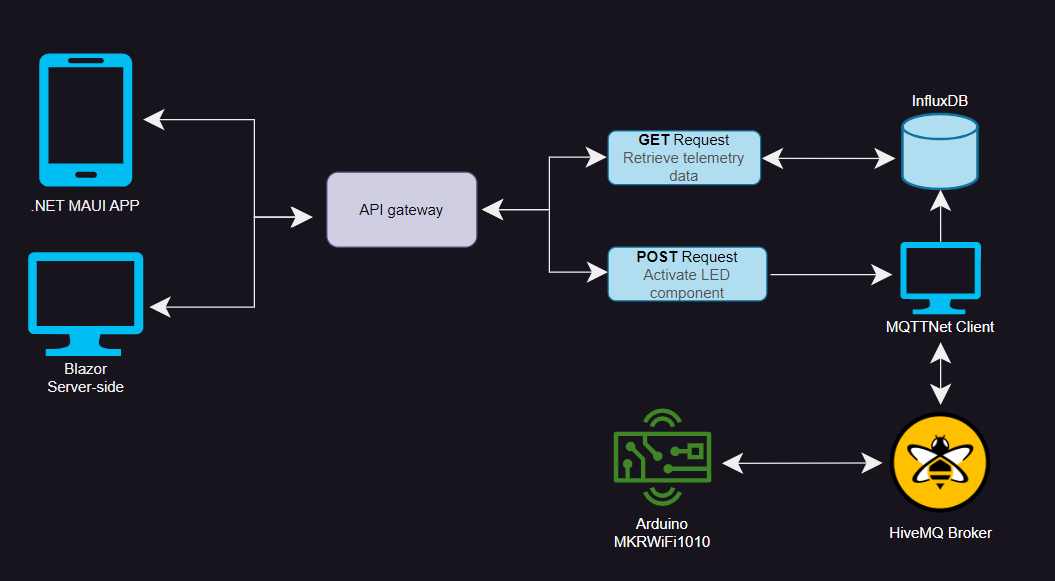 .NET MAUI APP
Blazor
Server-side
API gateway
GET Request
Retrieve telemetry
data
POST Request
Activate LED
component
InfluxDB
MQTTNet Client
Arduino
MKRWiFi1010
HiveMQ Broker